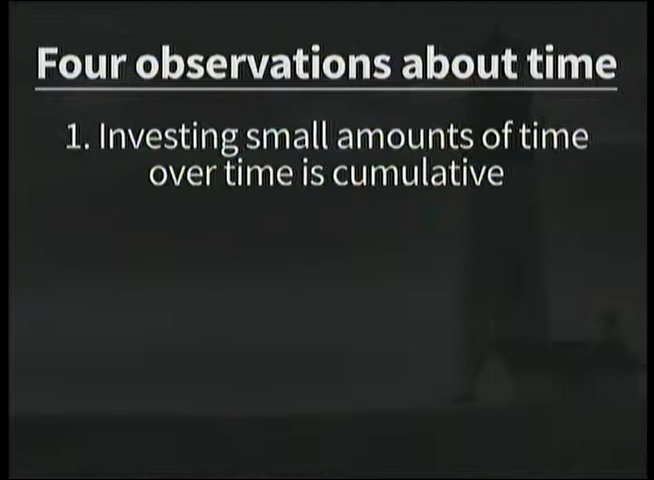 Four observations about time
1. Investing small amounts of time
over time is cumulative